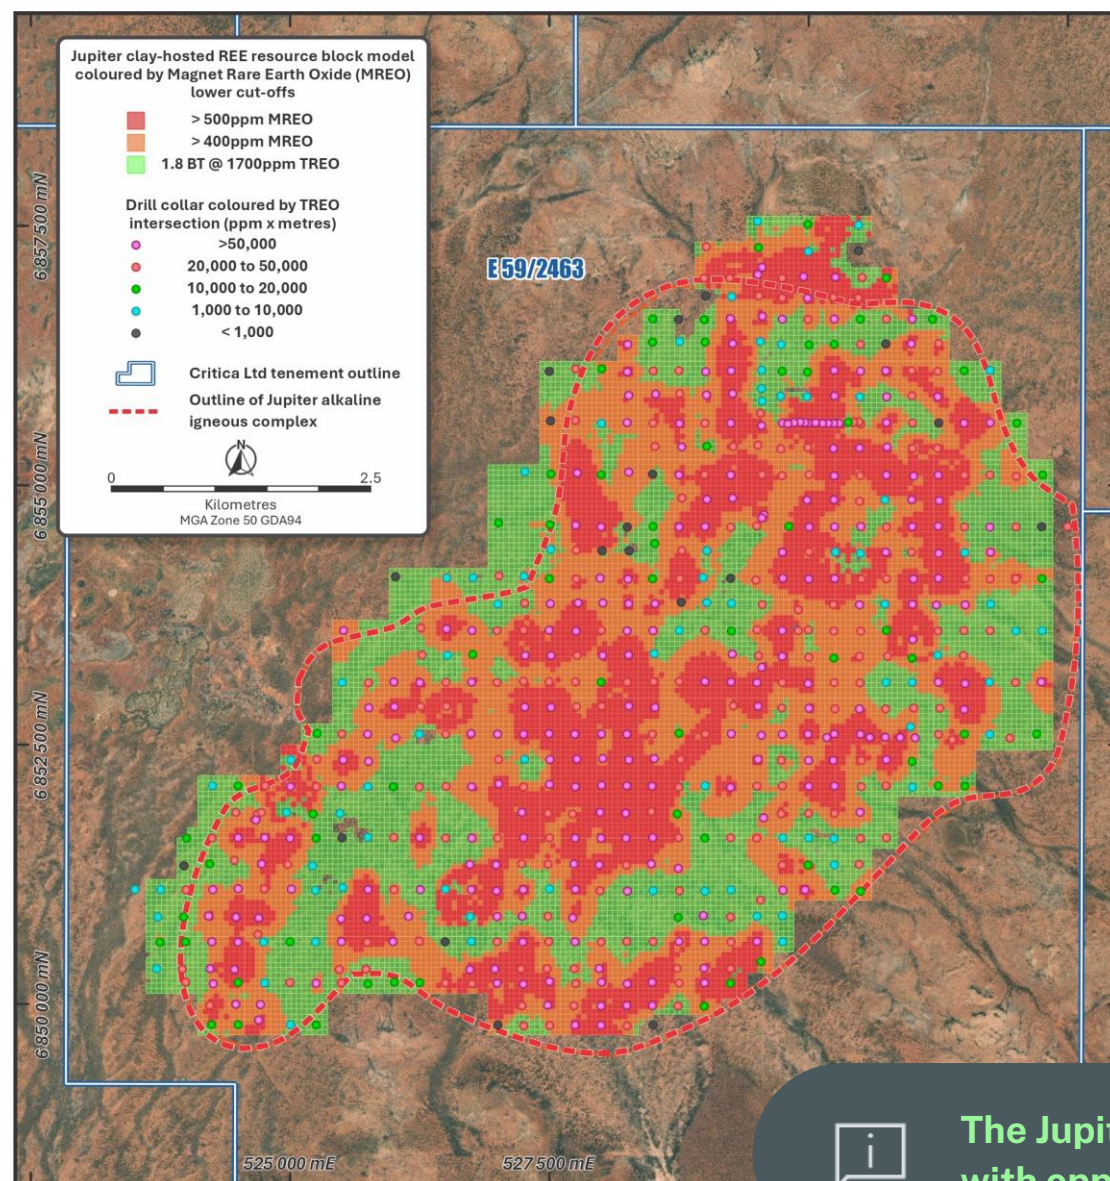 Jupiter clay-hosted REE resource block model
coloured by Magnet Rare Earth Oxide (MREO)
lower cut-offs
> 500ppm MREO
> 400ppm MREO
1.8 BT @ 1700ppm TREO
Drill collar coloured by TREO
intersection (ppm x metres)
>50,000
20,000 to 50,000
10,000 to 20,000
1,000 to 10,000
< 1,000
Critica Ltd tenement outline
Outline of Jupiter alkaline
igneous complex
N
0 2.5
Kilometres
MGA Zone 50 GDA94
E 59/2463
6 857 500 mN
6 855 000 mN
6 852 500 mN
6 850 000 mN
525 000 mE 527 500 mE
i
The Jupit